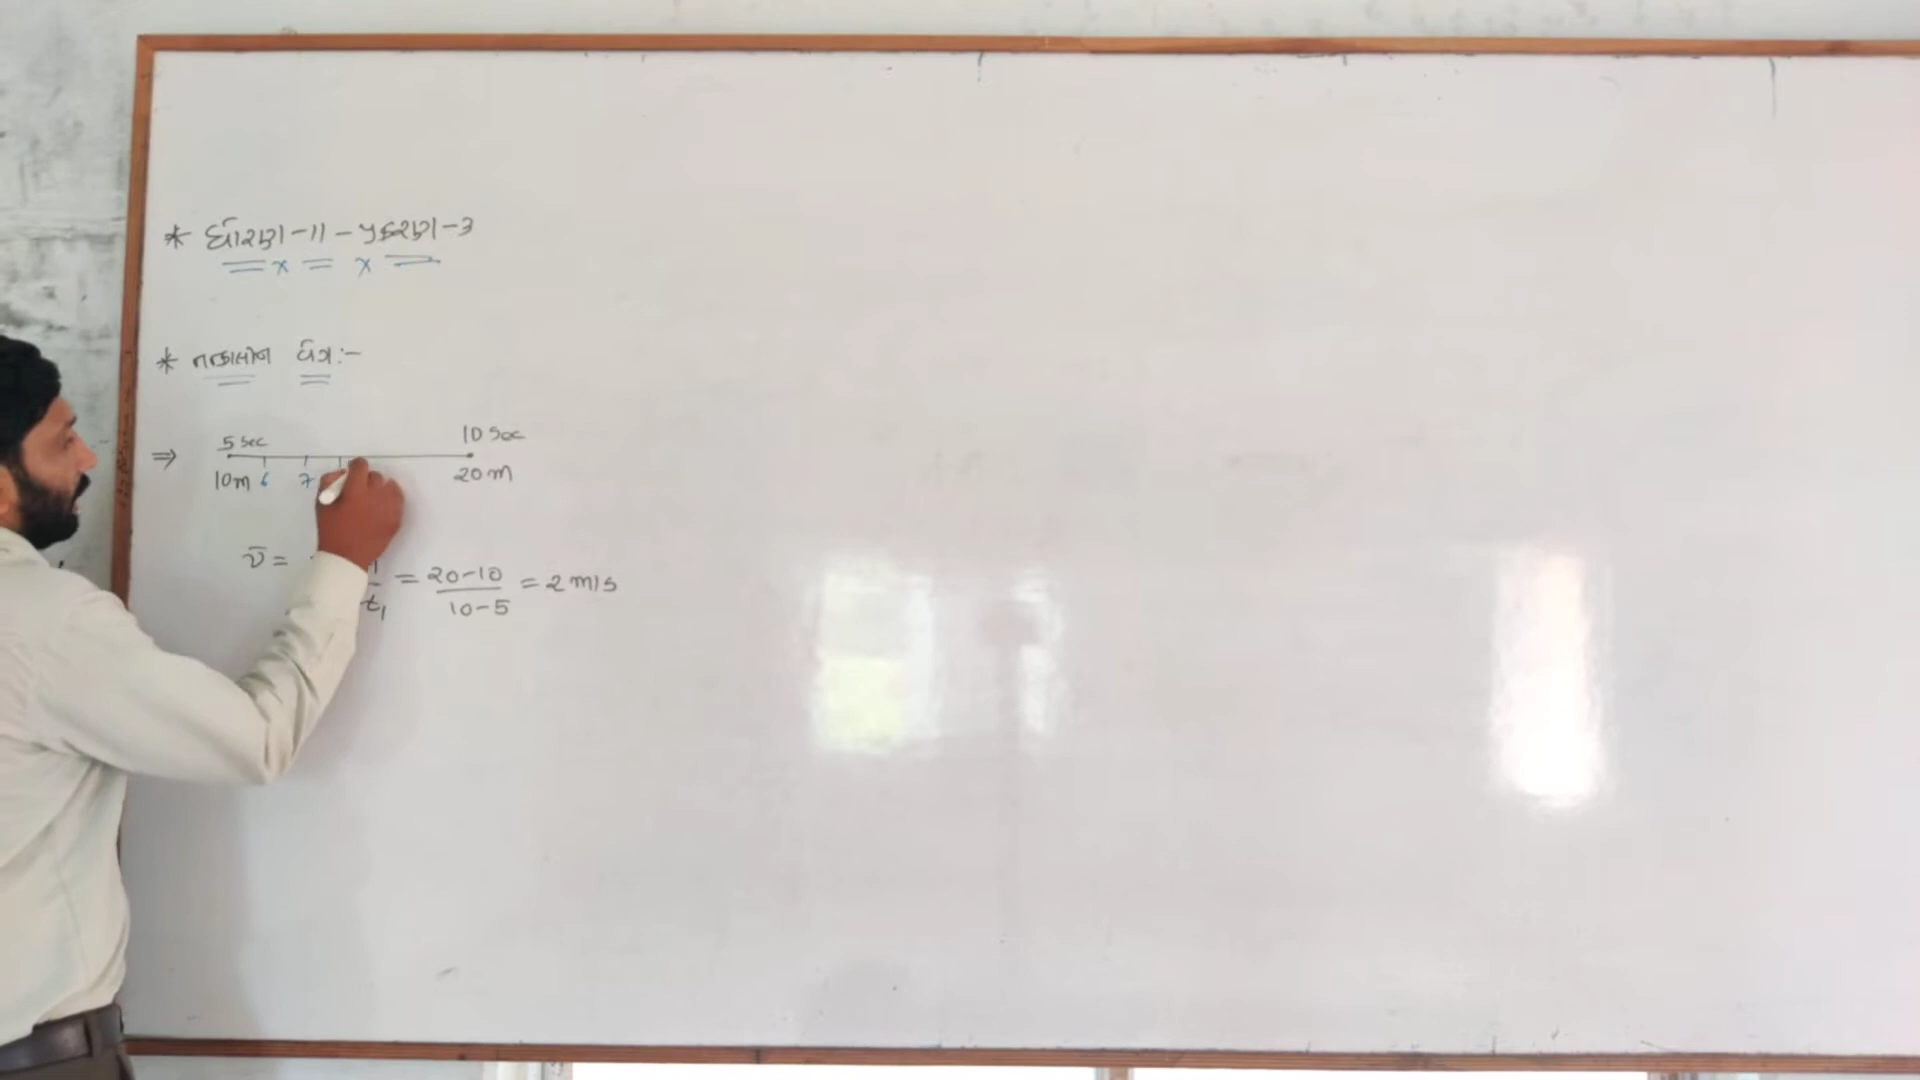 * ધોરણ-11 - પ્રકરણ-3
* તત્કાલીન વેગ:-
⇒ 5 sec 10 Sec
10m 6 7 20m
v̄ = = 20-10 / 10-5 = 2 m/s
t₁